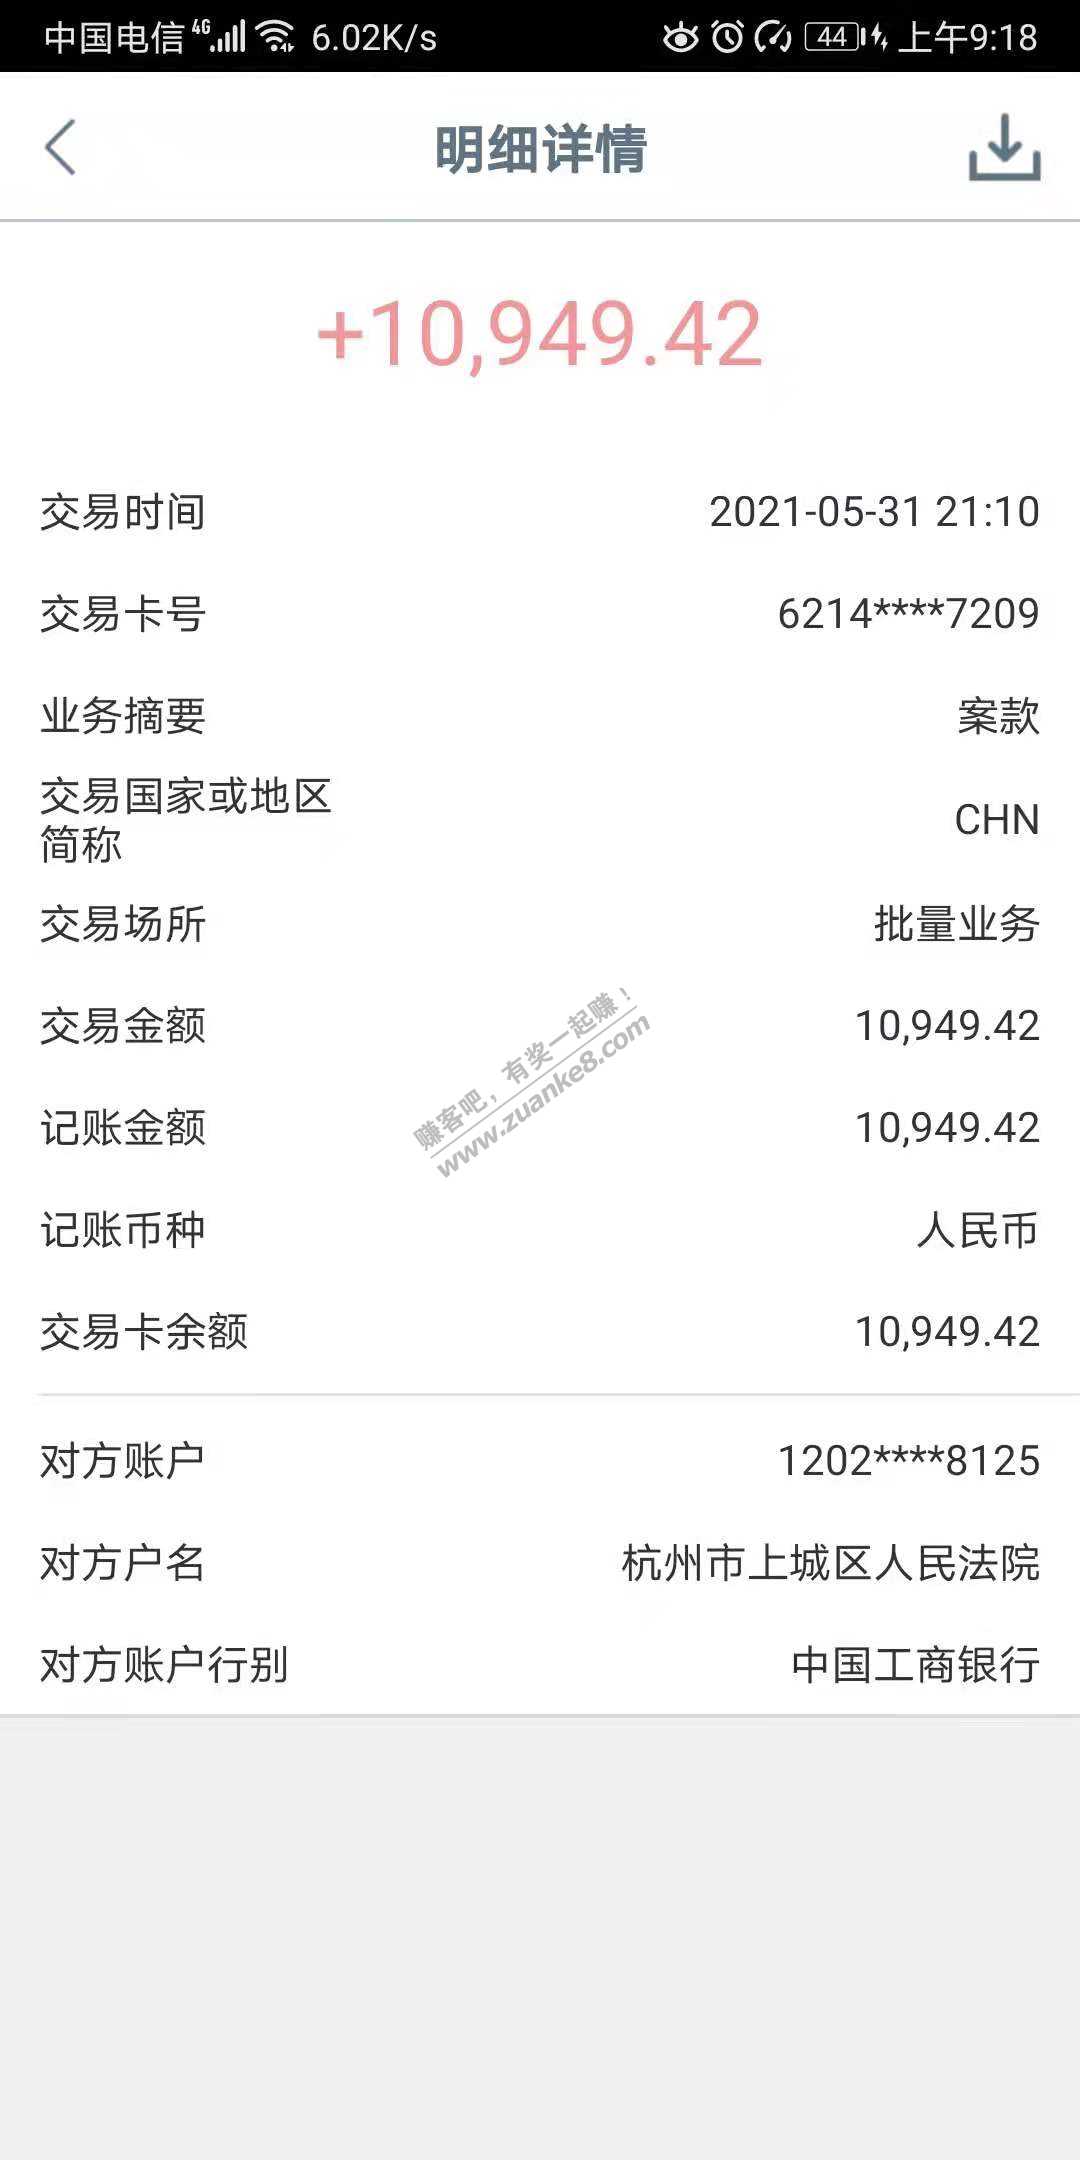 中国电信 4G 6.02K/s 44 上午9:18
明细详情
+10,949.42
交易时间 2021-05-31 21:10
交易卡号 6214****7209
业务摘要 案款
交易国家或地区
简称 CHN
交易场所 批量业务
交易金额 10,949.42
赚客吧，有奖一起赚！
www.zuanke8.com
记账金额 10,949.42
记账币种 人民币
交易卡余额 10,949.42
对方账户 1202****8125
对方户名 杭州市上城区人民法院
对方账户行别 中国工商银行